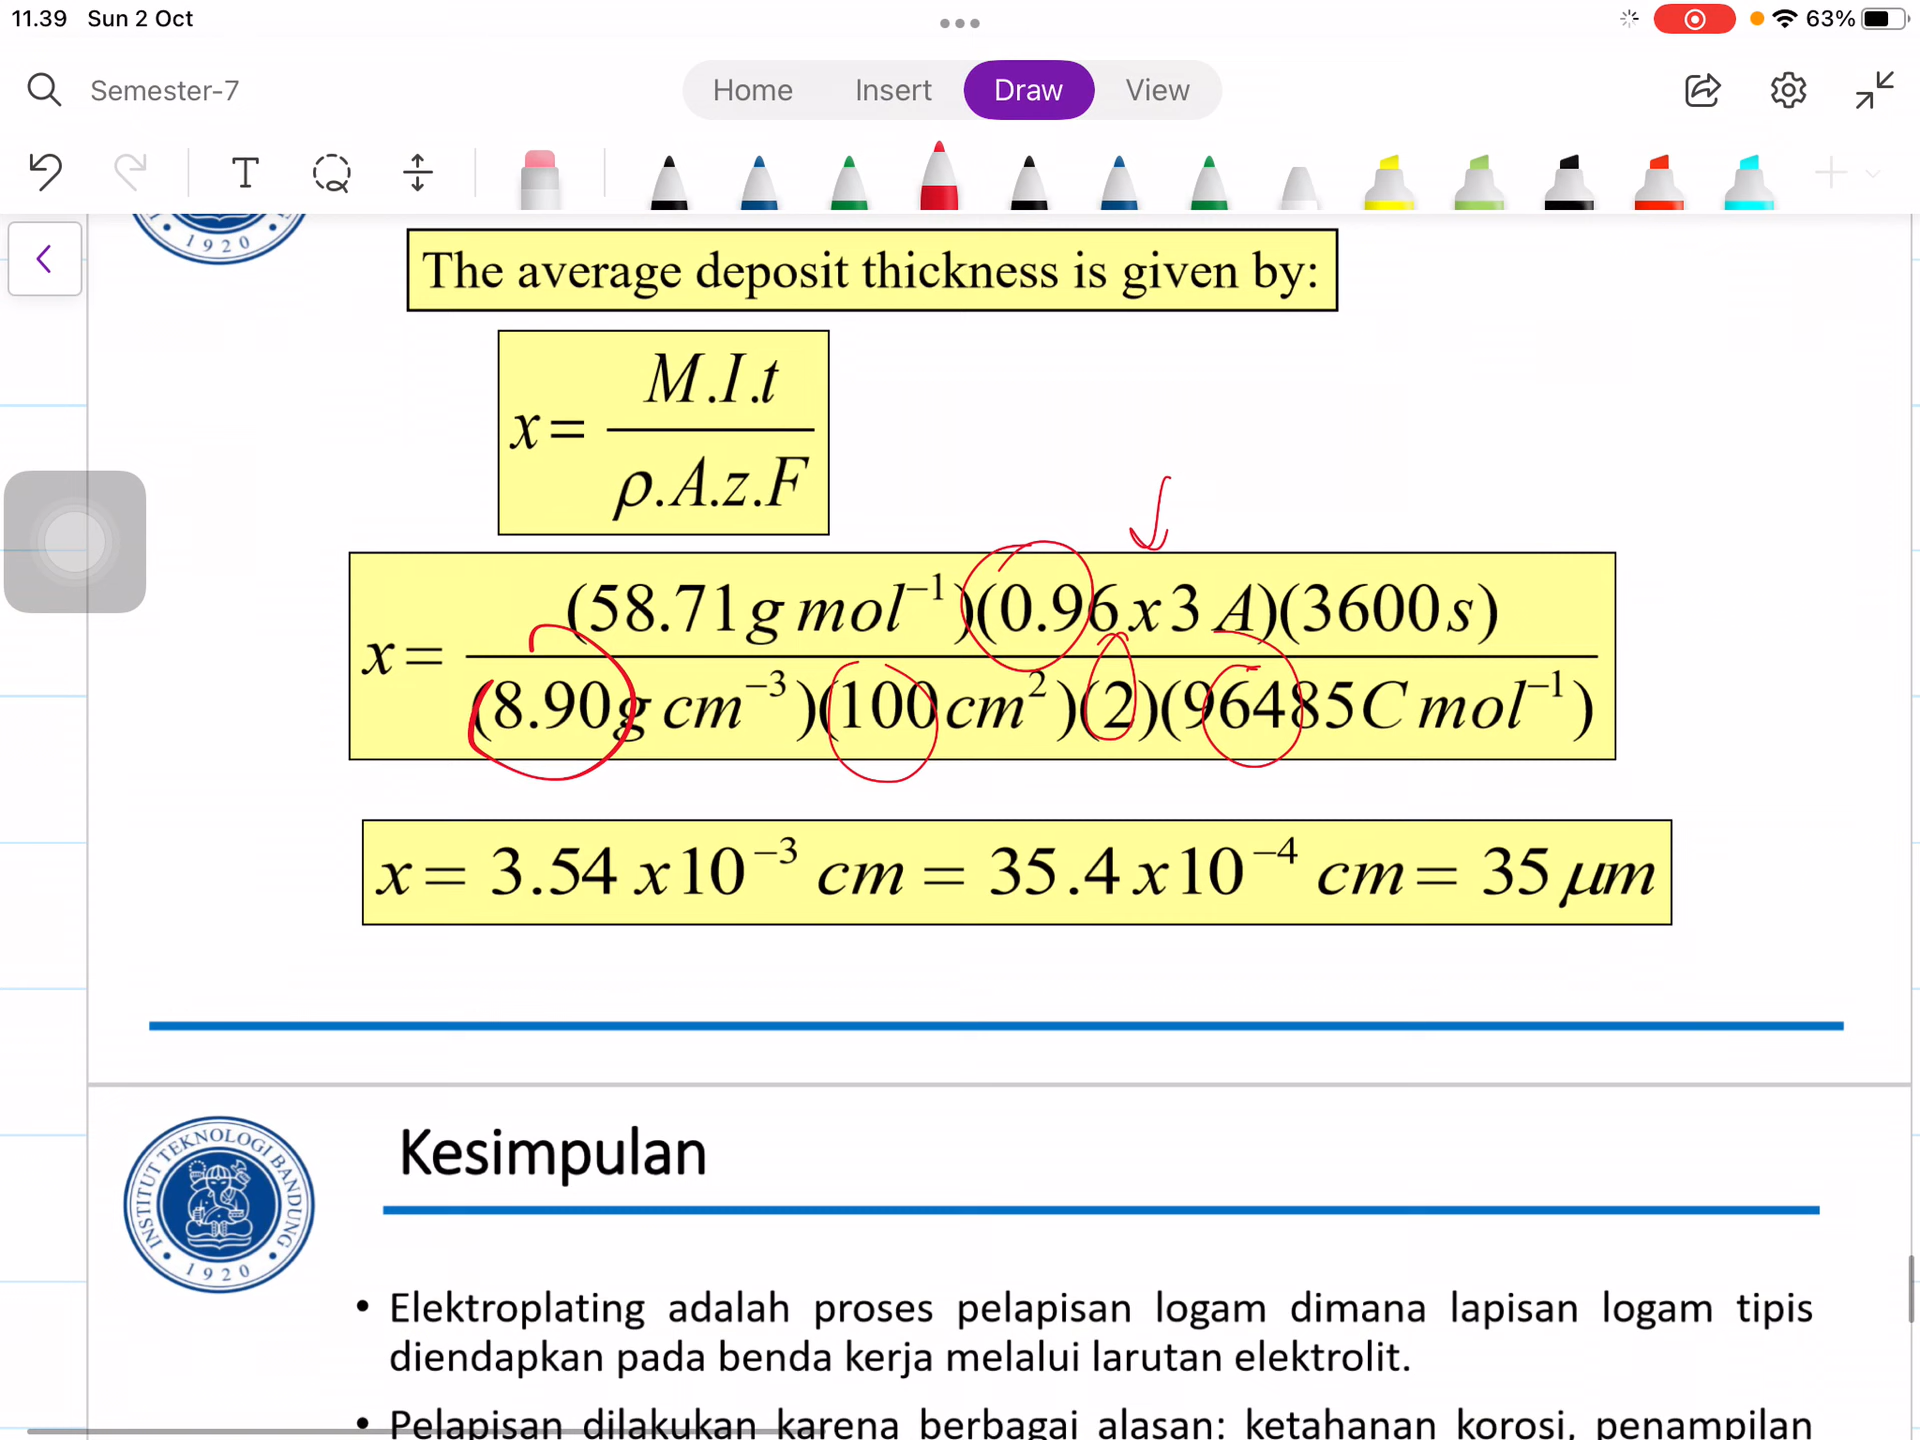 11.39 Sun 2 Oct
63%
Semester-7
Home Insert Draw View
T
1920
The average deposit thickness is given by:
x = M.I.t / ρ.A.z.F
x = (58.71 g mol⁻¹)(0.96 x 3 A)(3600 s) / (8.90 g cm⁻³)(100 cm²)(2)(96485 C mol⁻¹)
x = 3.54 x 10⁻³ cm = 35.4 x 10⁻⁴ cm = 35 μm
INSTITUT TEKNOLOGI BANDUNG
1920
Kesimpulan
• Elektroplating adalah proses pelapisan logam dimana lapisan logam tipis
diendapkan pada benda kerja melalui larutan elektrolit.
• Pelapisan dilakukan karena berbagai alasan: ketahanan korosi, penampilan